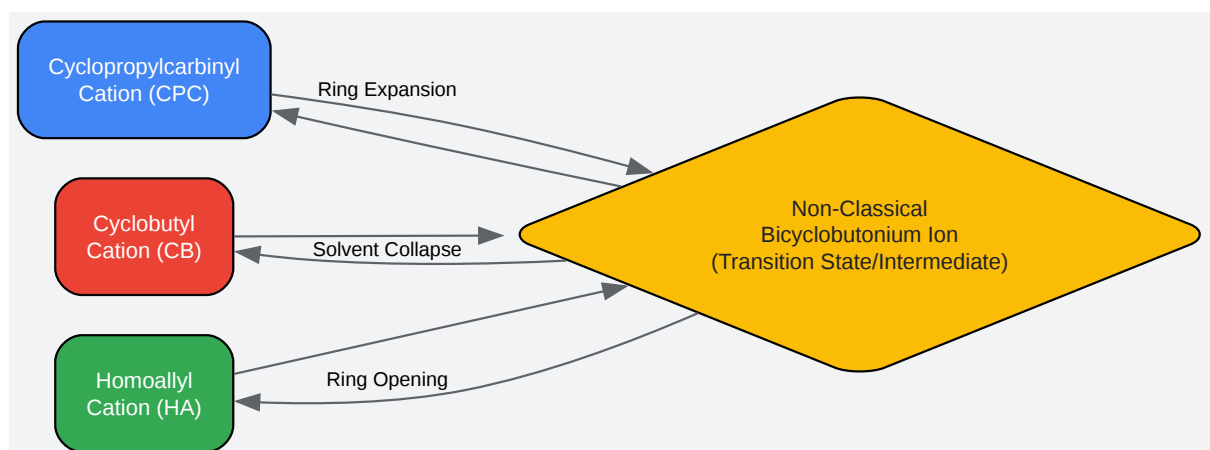 Cyclopropylcarbinyl
Cation (CPC)
Ring Expansion
Cyclobutyl
Cation (CB)
Solvent Collapse
Non-Classical
Bicyclobutonium Ion
(Transition State/Intermediate)
Homoallyl
Cation (HA)
Ring Opening